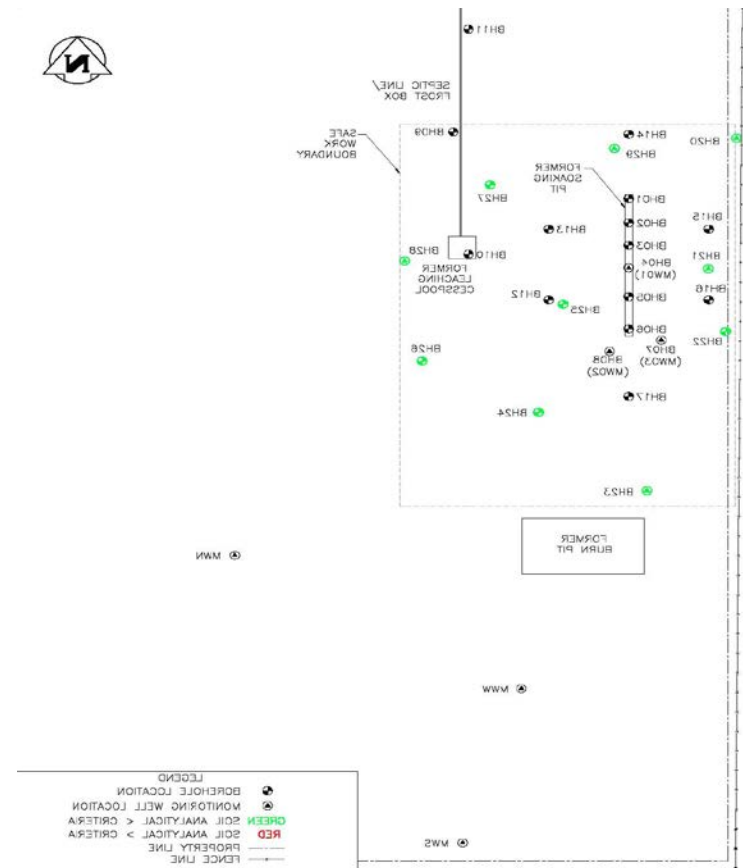 BH11
SEPTIC LINE/
FROST BOX
N
SAFE
WORK
BOUNDARY
BH09
BH14
BH20
BH29
FORMER
SOAKING
PIT
BH27
BH01
BH02
BH13
BH15
BH03
BH28
BH10
BH04
(MW01)
BH21
FORMER
LEACHING
CESSPOOL
BH12
BH25
BH05
BH16
BH06
BH22
BH26
BH08
(MW02)
BH07
(MW03)
BH17
BH24
BH23
FORMER
BURN PIT
MWN
MWW
LEGEND
BOREHOLE LOCATION
MONITORING WELL LOCATION
GREEN SOIL ANALYTICAL < CRITERIA
RED SOIL ANALYTICAL > CRITERIA
PROPERTY LINE
FENCE LINE
MWS